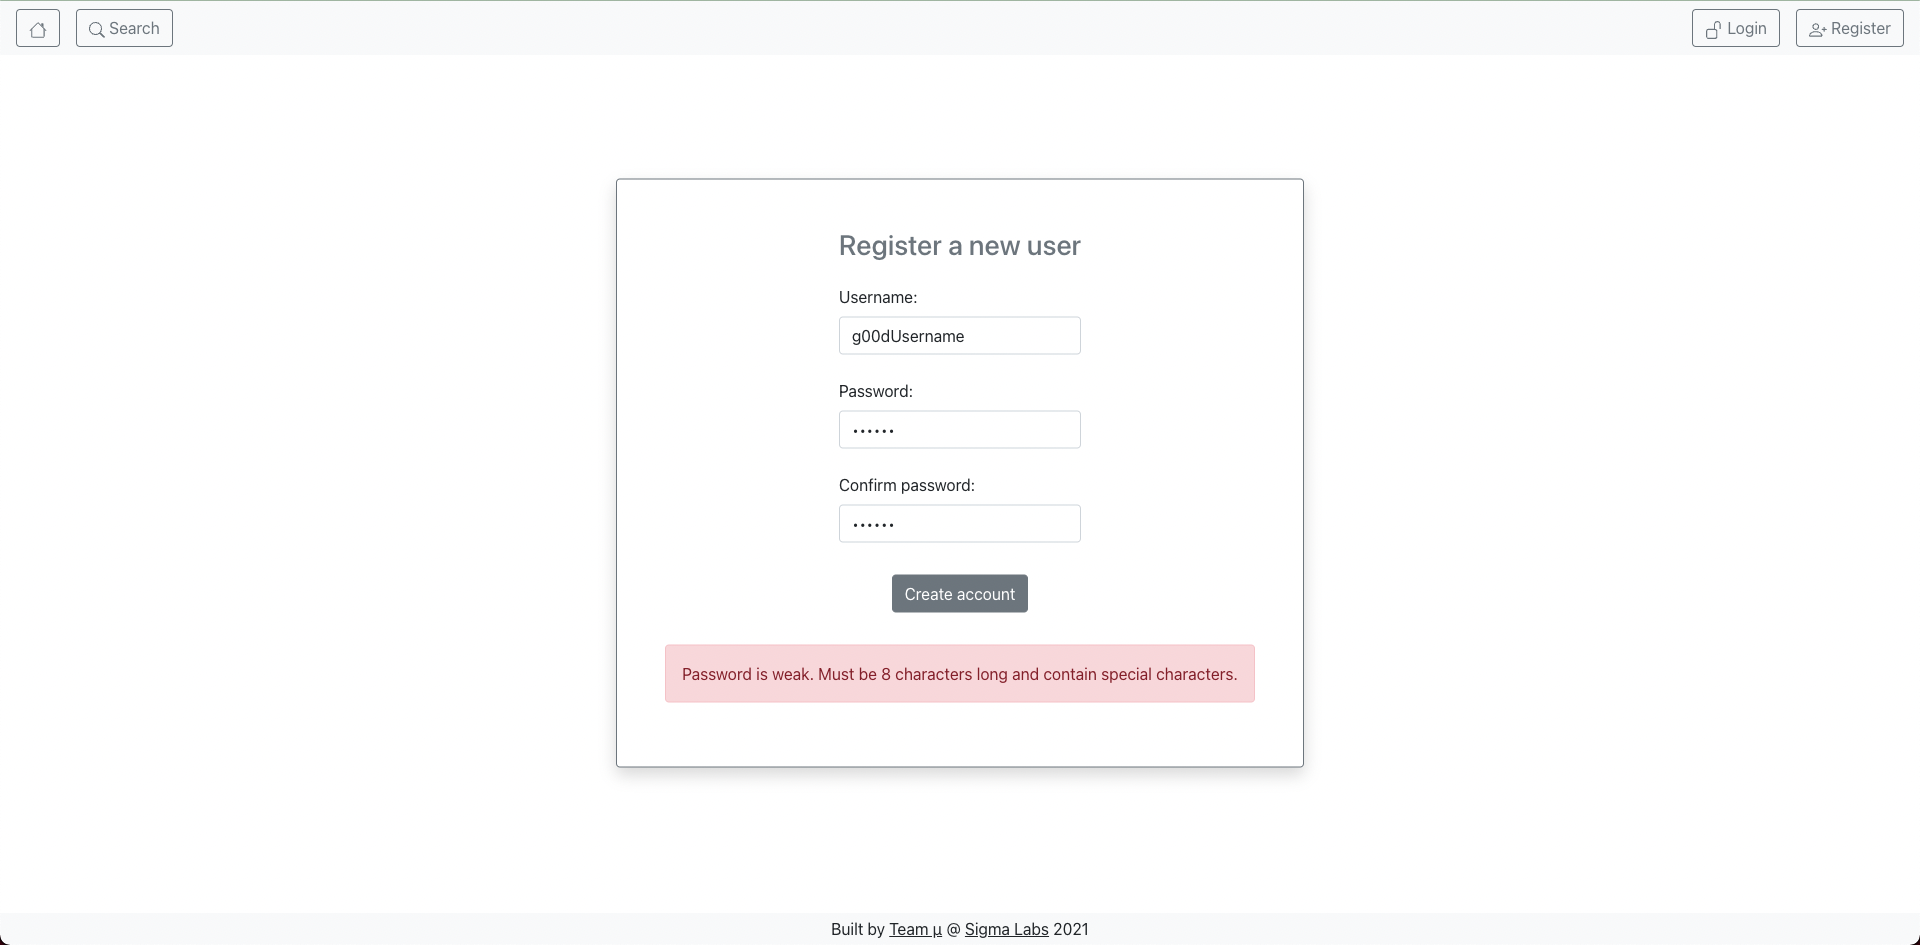 Search
Login
Register
Register a new user
Username:
g00dUsername
Password:
••••••
Confirm password:
••••••
Create account
Password is weak. Must be 8 characters long and contain special characters.
Built by Team μ @ Sigma Labs 2021